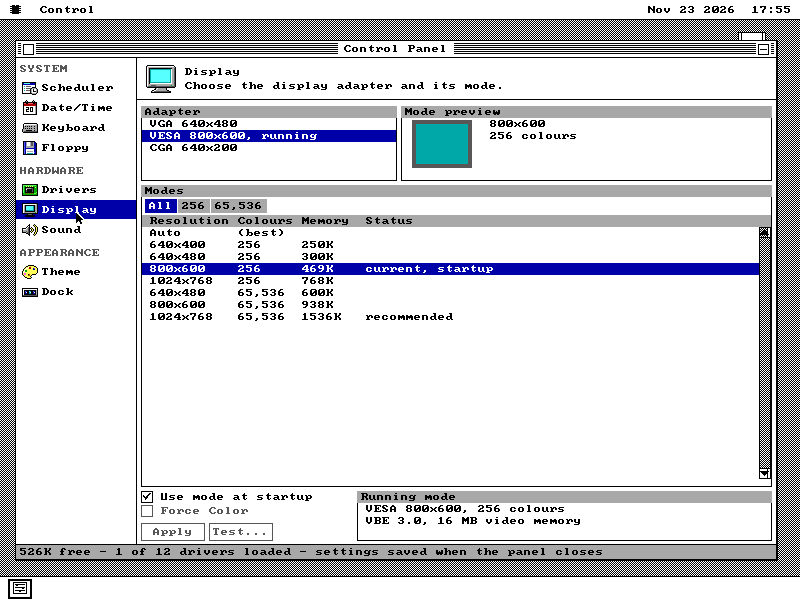 Control Nov 23 2026 17:55
Control Panel
SYSTEM
Scheduler
Date/Time
Keyboard
Floppy
HARDWARE
Drivers
Display
Sound
APPEARANCE
Theme
Dock
Display
Choose the display adapter and its mode.
Adapter
VGA 640x480
VESA 800x600, running
CGA 640x200
Mode preview
800x600
256 colours
Modes
All 256 65,536
Resolution Colours Memory Status
Auto (best)
640x400 256 250K
640x480 256 300K
800x600 256 469K current, startup
1024x768 256 768K
640x480 65,536 600K
800x600 65,536 938K
1024x768 65,536 1536K recommended
Use mode at startup
Force Color
Apply Test...
Running mode
VESA 800x600, 256 colours
VBE 3.0, 16 MB video memory
526K free - 1 of 12 drivers loaded - settings saved when the panel closes